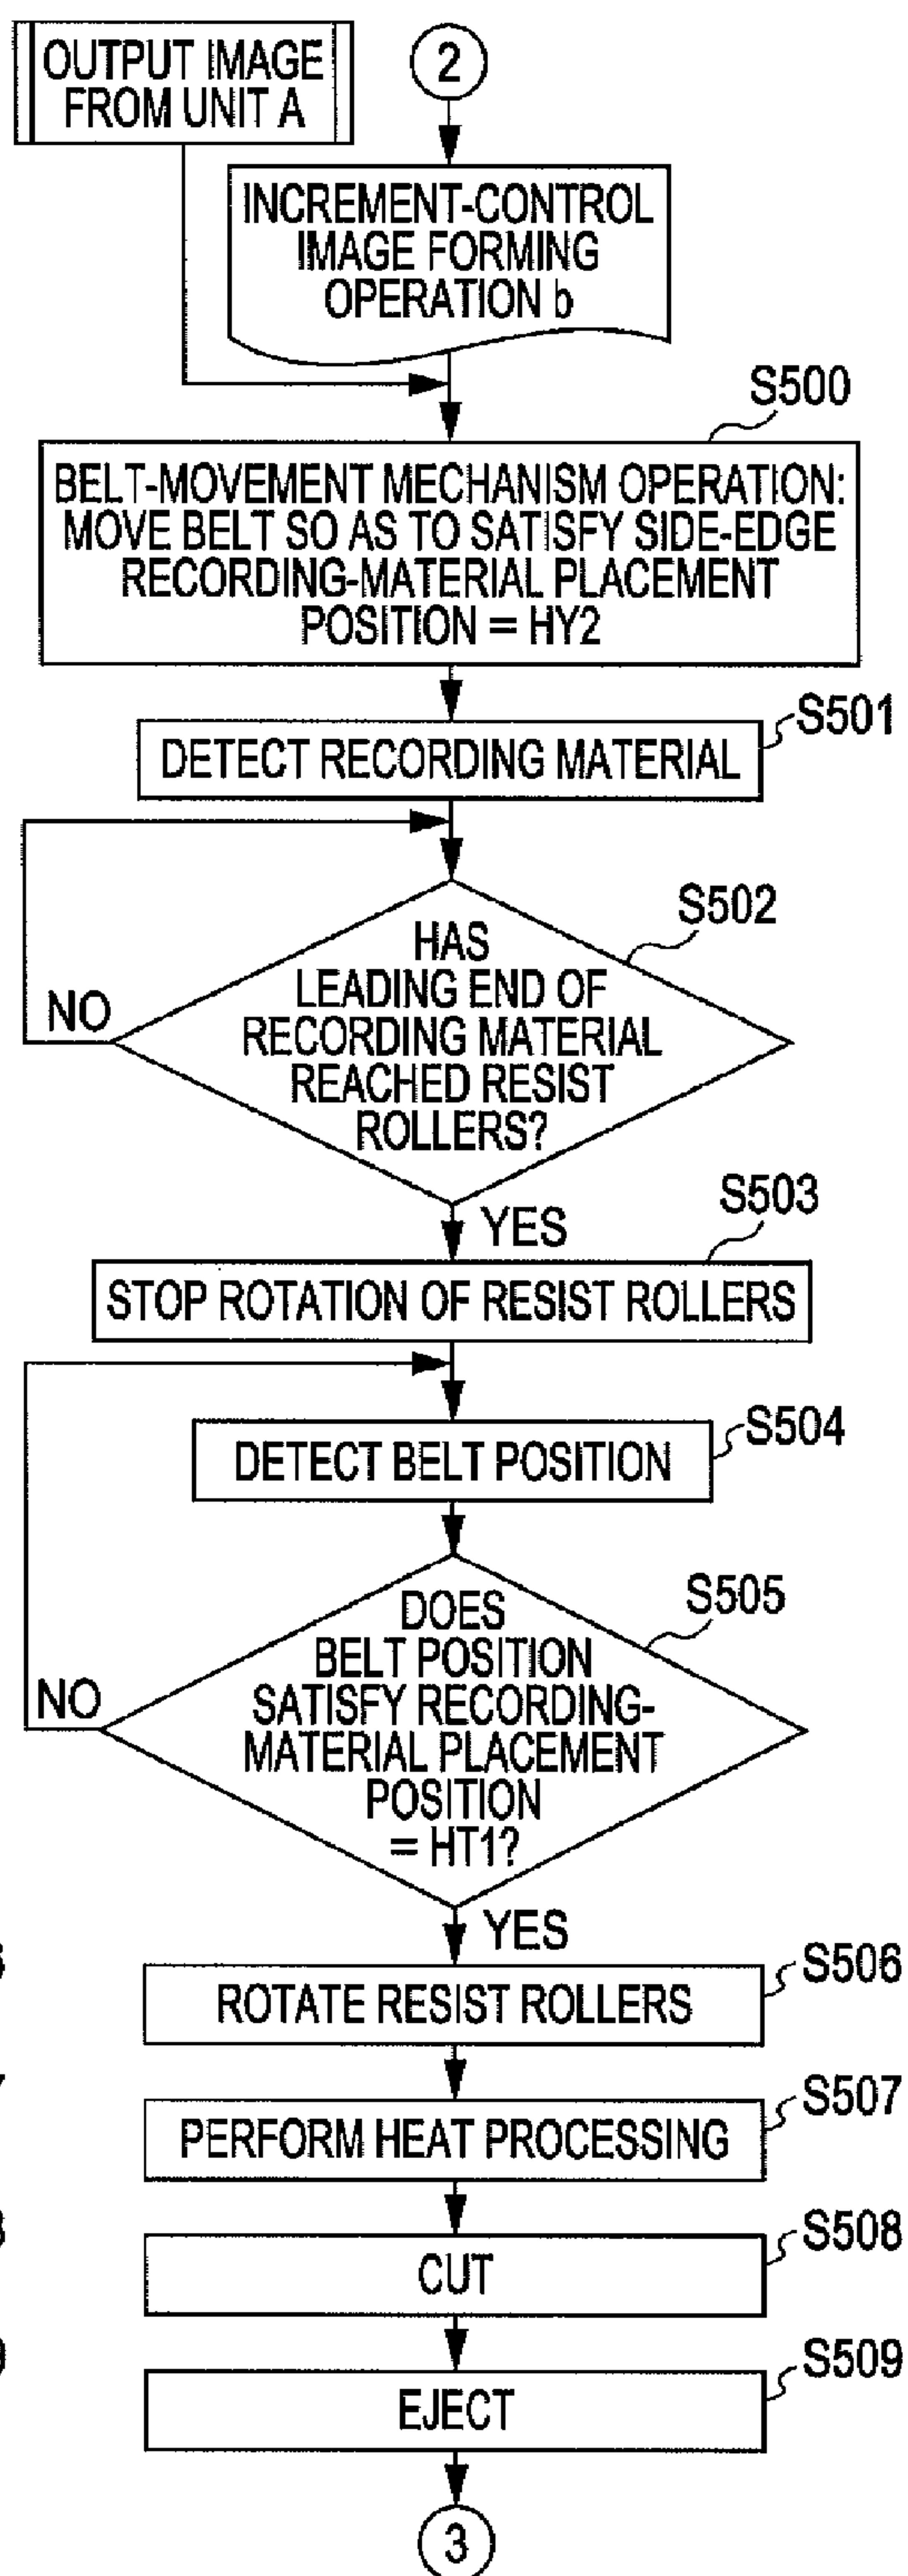 OUTPUT IMAGE
FROM UNIT A
2
INCREMENT-CONTROL
IMAGE FORMING
OPERATION b
S500
BELT-MOVEMENT MECHANISM OPERATION:
MOVE BELT SO AS TO SATISFY SIDE-EDGE
RECORDING-MATERIAL PLACEMENT
POSITION = HY2
S501
DETECT RECORDING MATERIAL
S502
HAS
LEADING END OF
RECORDING MATERIAL
REACHED RESIST
ROLLERS?
NO
YES
S503
STOP ROTATION OF RESIST ROLLERS
S504
DETECT BELT POSITION
S505
DOES
BELT POSITION
SATISFY RECORDING-
MATERIAL PLACEMENT
POSITION
= HT1?
NO
YES
S506
ROTATE RESIST ROLLERS
S507
PERFORM HEAT PROCESSING
S508
CUT
S509
EJECT
3